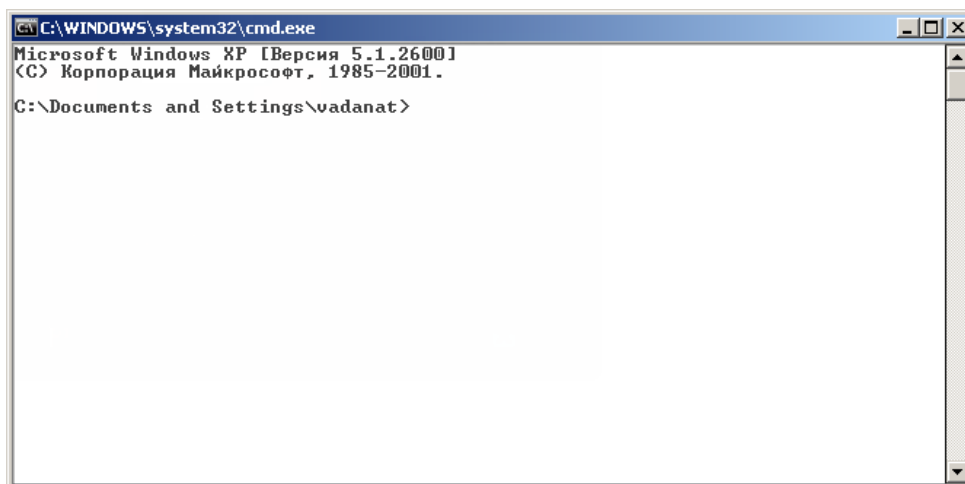 C:\WINDOWS\system32\cmd.exe
Microsoft Windows XP [Версия 5.1.2600]
(C) Корпорация Майкрософт, 1985-2001.
C:\Documents and Settings\vadanat>